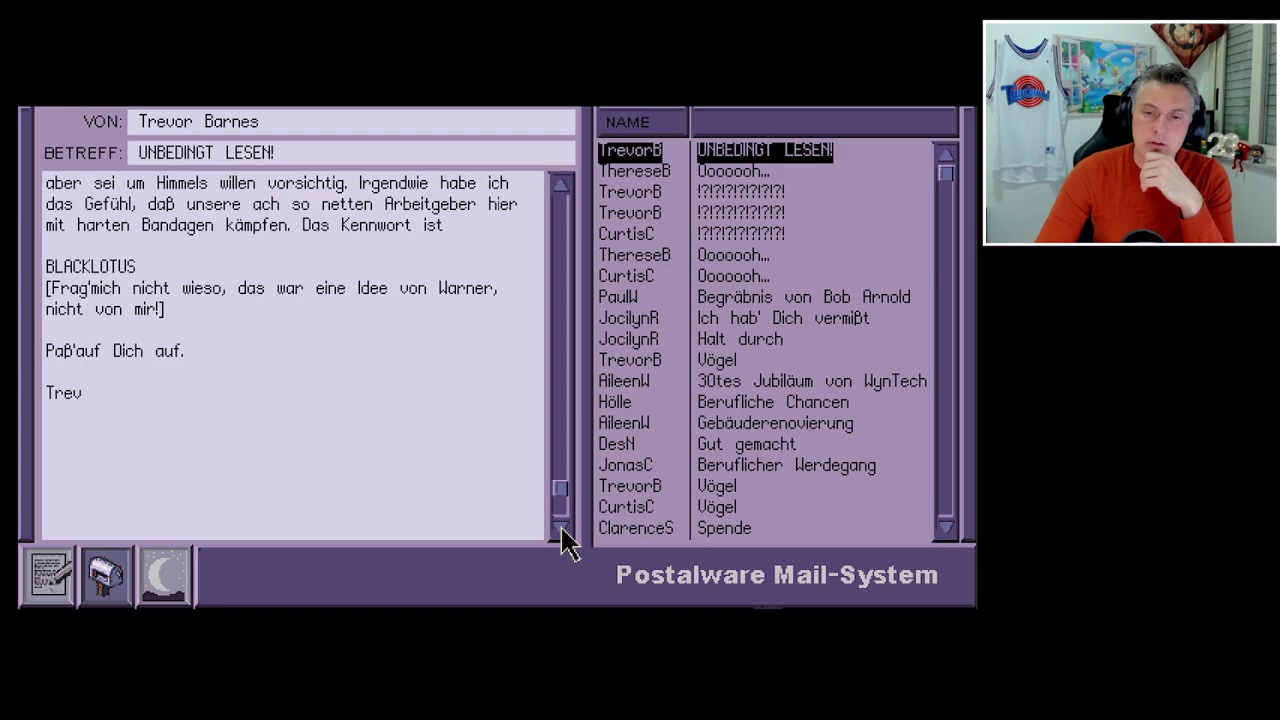 VON: Trevor Barnes
BETREFF: UNBEDINGT LESEN!
aber sei um Himmels willen vorsichtig. Irgendwie habe ich
das Gefühl, daß unsere ach so netten Arbeitgeber hier
mit harten Bandagen kämpfen. Das Kennwort ist
BLACKLOTUS
[Frag'mich nicht wieso, das war eine Idee von Warner,
nicht von mir!]
Paß'auf Dich auf.
Trev
NAME
TrevorB UNBEDINGT LESEN!
ThereseB Ooooooh...
TrevorB !?!?!?!?!?!?!?!
TrevorB !?!?!?!?!?!?!?!
CurtisC !?!?!?!?!?!?!?!
ThereseB Ooooooh...
CurtisC Ooooooh...
PaulW Begräbnis von Bob Arnold
JocilynR Ich hab' Dich vermißt
JocilynR Halt durch
TrevorB Vögel
AileenW 30tes Jubiläum von WynTech
Hölle Berufliche Chancen
AileenW Gebäuderenovierung
DesN Gut gemacht
JonasC Beruflicher Werdegang
TrevorB Vögel
CurtisC Vögel
ClarenceS Spende
Postalware Mail-System